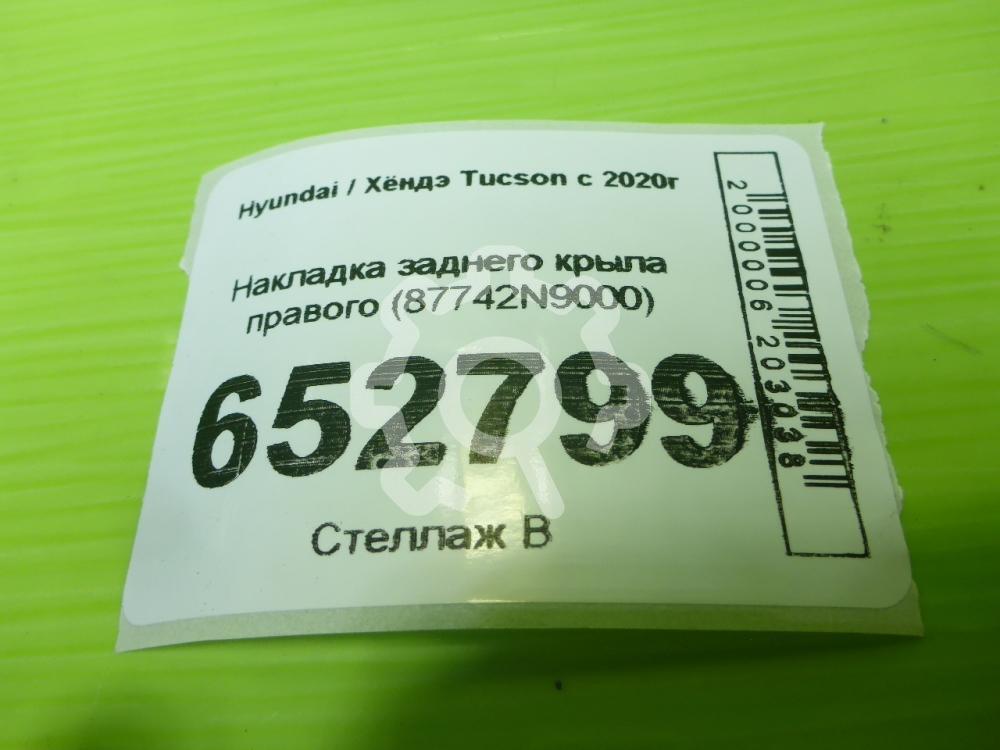 Hyundai / Хёндэ Tucson с 2020г
Накладка заднего крыла
правого (87742N9000)
652799
Стеллаж В
2000006203038